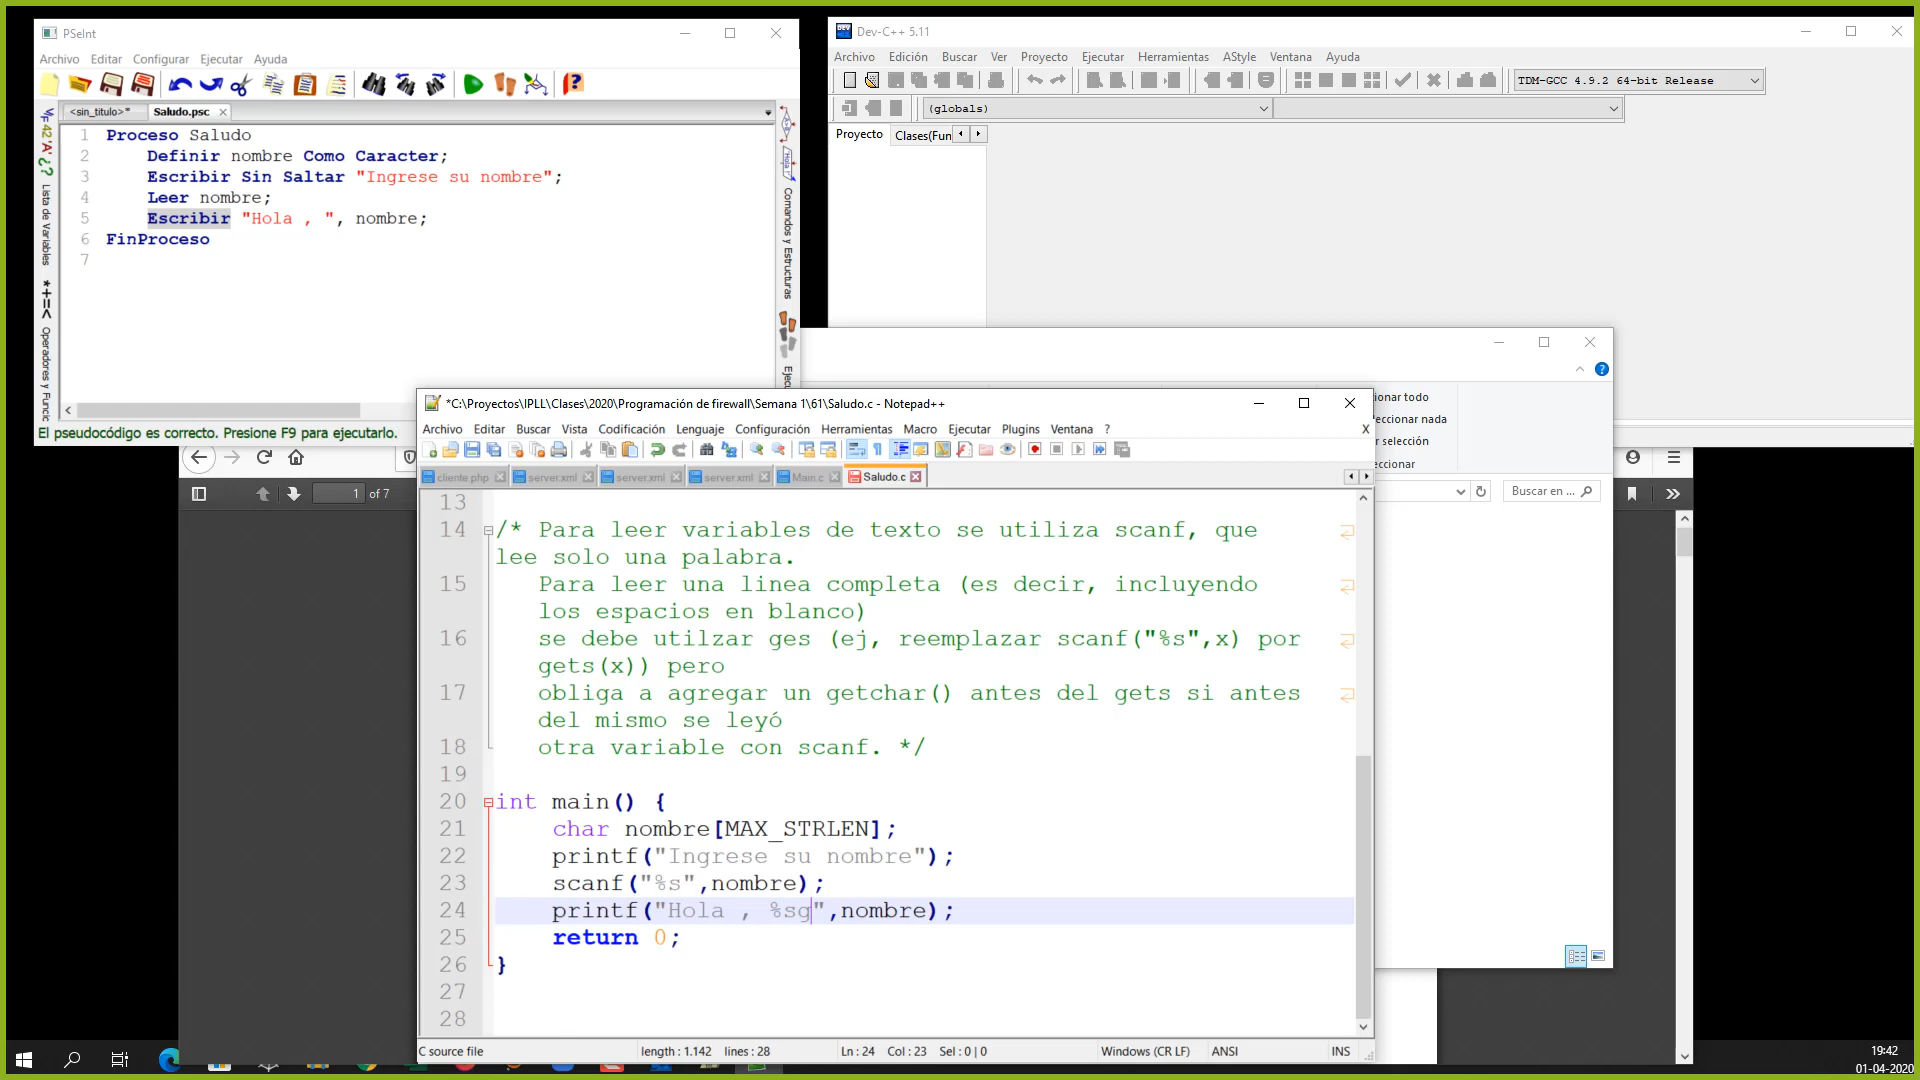 PSeInt
Archivo Editar Configurar Ejecutar Ayuda
<sin_titulo>* Saludo.psc
1 Proceso Saludo
2 Definir nombre Como Caracter;
3 Escribir Sin Saltar "Ingrese su nombre";
4 Leer nombre;
5 Escribir "Hola , ", nombre;
6 FinProceso
7
Lista de Variables
Operadores y Funcio
Comandos y Estructuras
Ejecu
El pseudocódigo es correcto. Presione F9 para ejecutarlo.
Dev-C++ 5.11
Archivo Edición Buscar Ver Proyecto Ejecutar Herramientas AStyle Ventana Ayuda
TDM-GCC 4.9.2 64-bit Release
(globals)
Proyecto Clases(Fun
ionar todo
leccionar nada
r selección
eccionar
Buscar en ...
1 of 7
*C:\Proyectos\IPLL\Clases\2020\Programación de firewall\Semana 1\61\Saludo.c - Notepad++
Archivo Editar Buscar Vista Codificación Lenguaje Configuración Herramientas Macro Ejecutar Plugins Ventana ? X
cliente.php server.xml server.xml server.xml Main.c Saludo.c
13
14 /* Para leer variables de texto se utiliza scanf, que
lee solo una palabra.
15 Para leer una linea completa (es decir, incluyendo
los espacios en blanco)
16 se debe utilzar ges (ej, reemplazar scanf("%s",x) por
gets(x)) pero
17 obliga a agregar un getchar() antes del gets si antes
del mismo se leyó
18 otra variable con scanf. */
19
20 int main() {
21 char nombre[MAX_STRLEN];
22 printf("Ingrese su nombre");
23 scanf("%s",nombre);
24 printf("Hola , %sg",nombre);
25 return 0;
26 }
27
28
C source file length : 1.142 lines : 28 Ln : 24 Col : 23 Sel : 0 | 0 Windows (CR LF) ANSI INS
19:42
01-04-2020